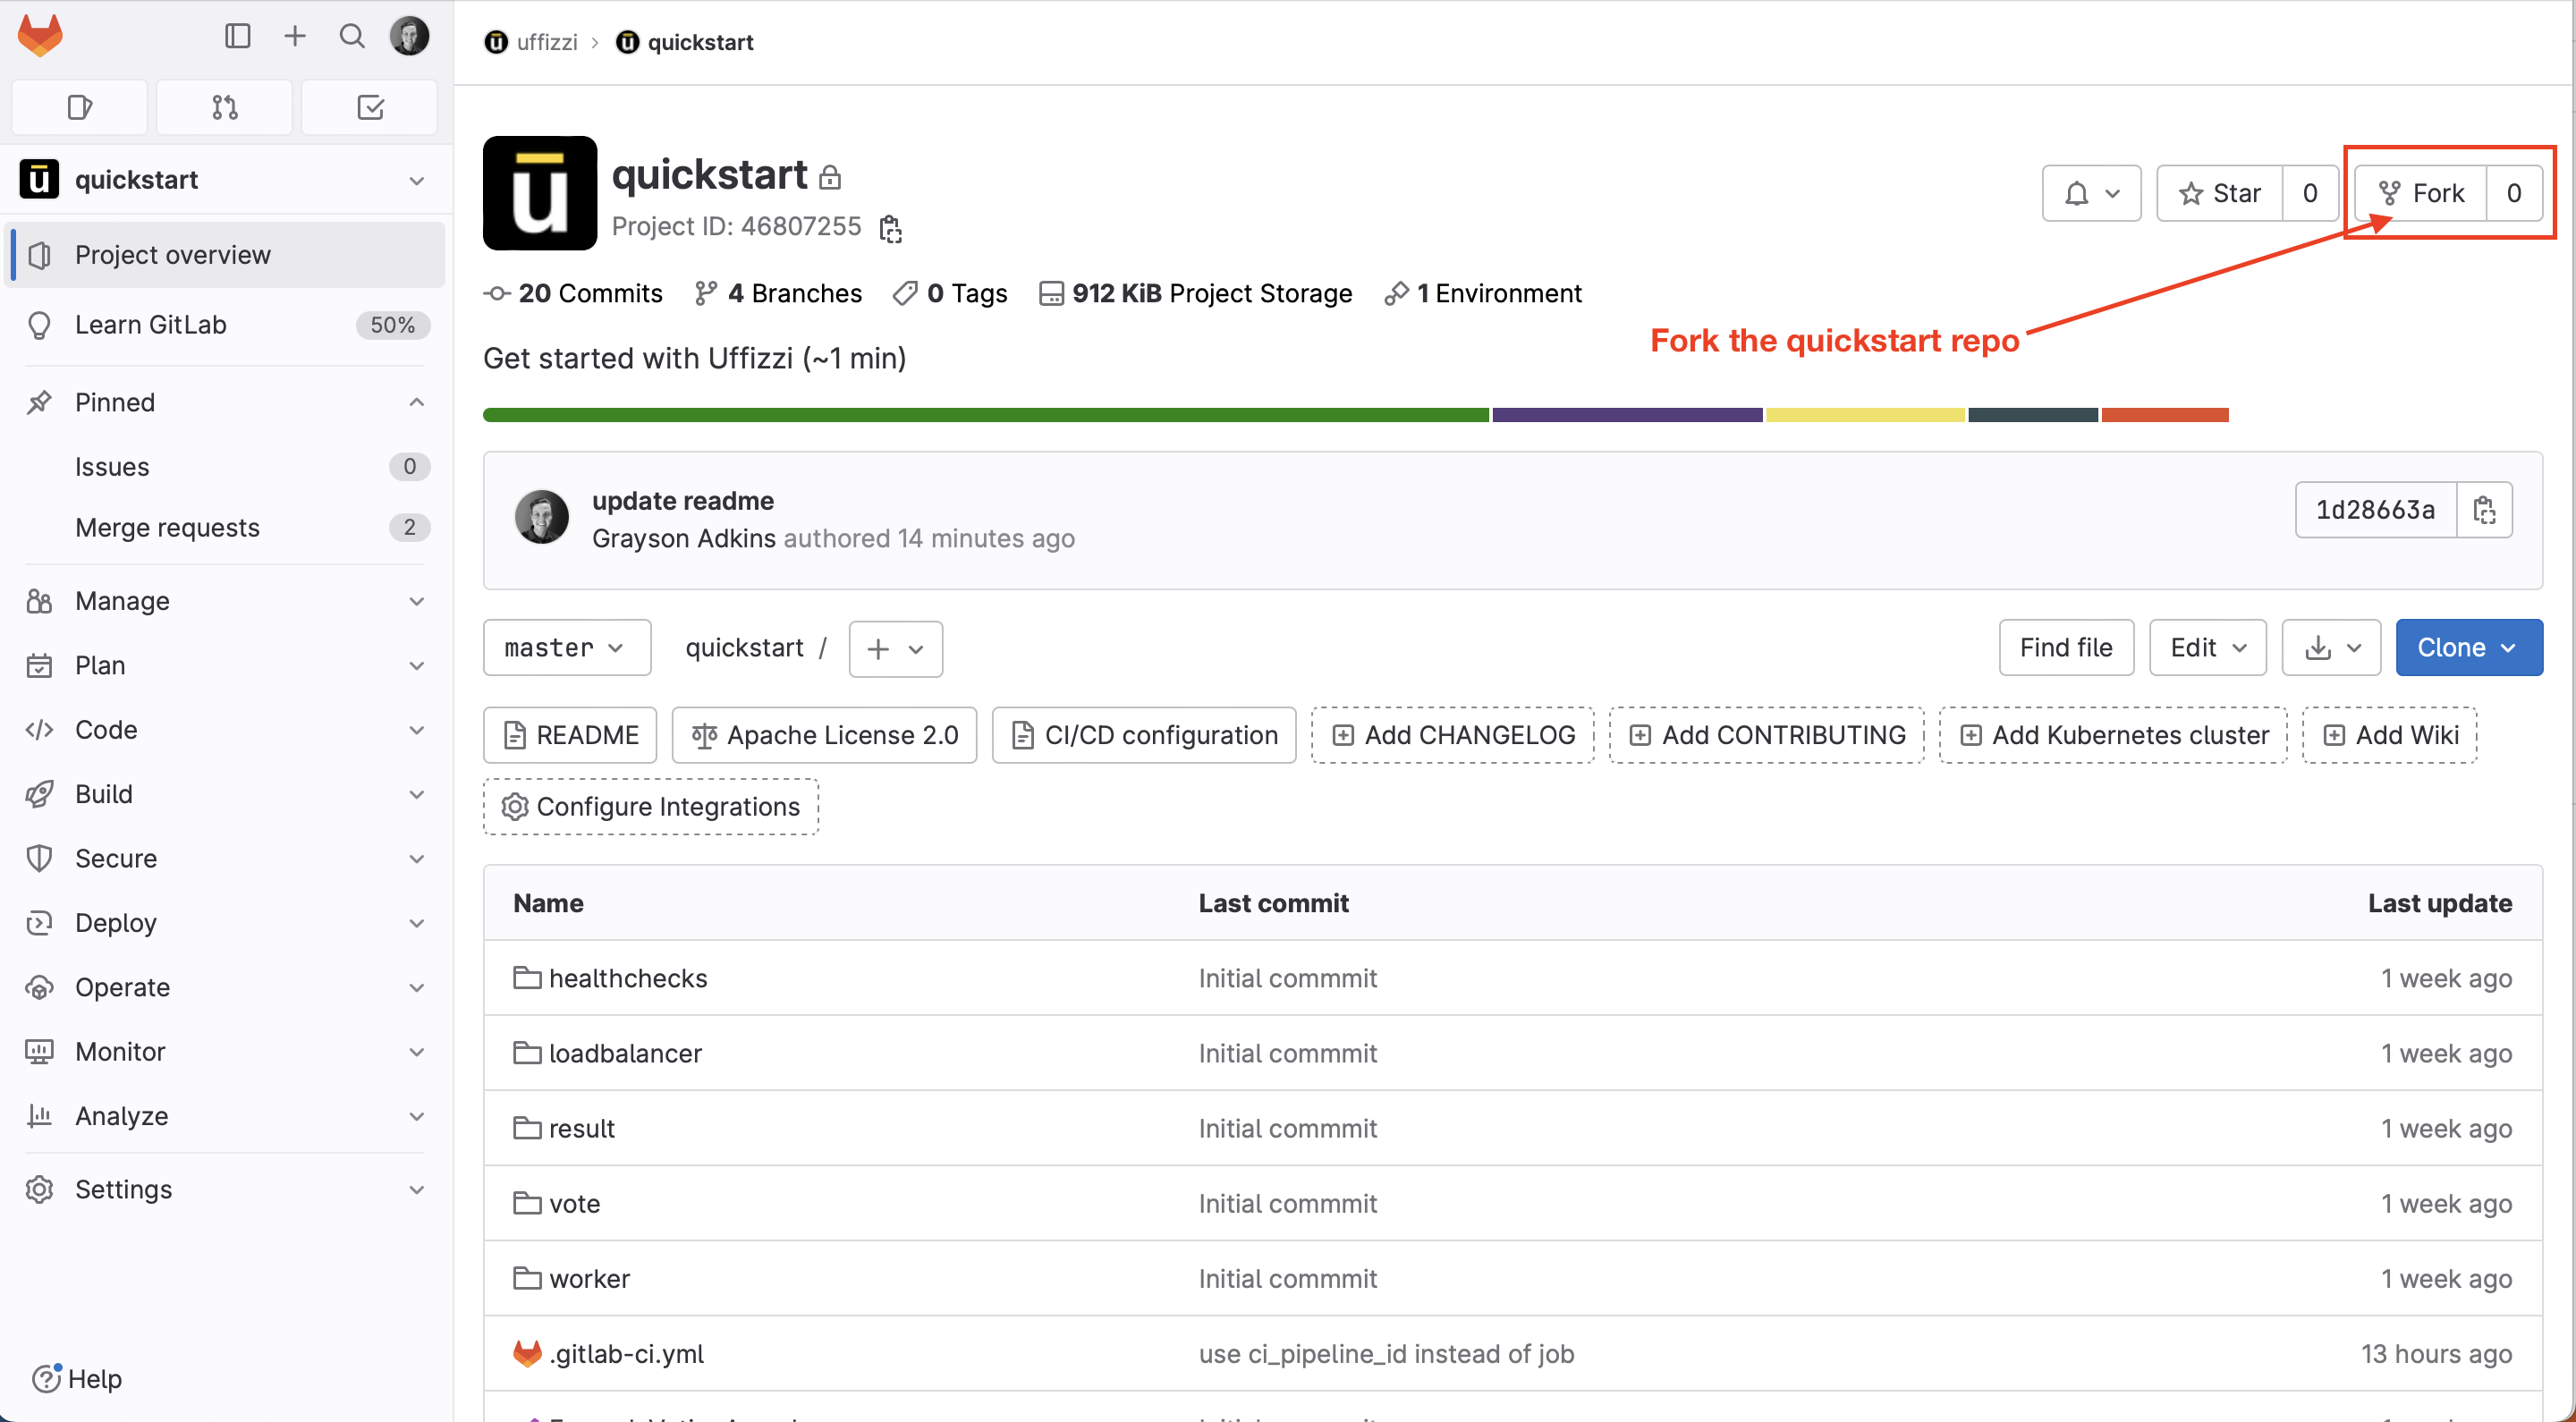 uffizzi > quickstart
quickstart
Project overview
Learn GitLab 50%
Pinned
Issues 0
Merge requests 2
Manage
Plan
Code
Build
Secure
Deploy
Operate
Monitor
Analyze
Settings
Help
ū
quickstart
Project ID: 46807255
Star 0
Fork 0
20 Commits 4 Branches 0 Tags 912 KiB Project Storage 1 Environment
Fork the quickstart repo
Get started with Uffizzi (~1 min)
update readme
Grayson Adkins authored 14 minutes ago
1d28663a
master quickstart / +
Find file Edit Clone
README Apache License 2.0 CI/CD configuration Add CHANGELOG Add CONTRIBUTING Add Kubernetes cluster Add Wiki
Configure Integrations
Name Last commit Last update
healthchecks Initial commmit 1 week ago
loadbalancer Initial commmit 1 week ago
result Initial commmit 1 week ago
vote Initial commmit 1 week ago
worker Initial commmit 1 week ago
.gitlab-ci.yml use ci_pipeline_id instead of job 13 hours ago